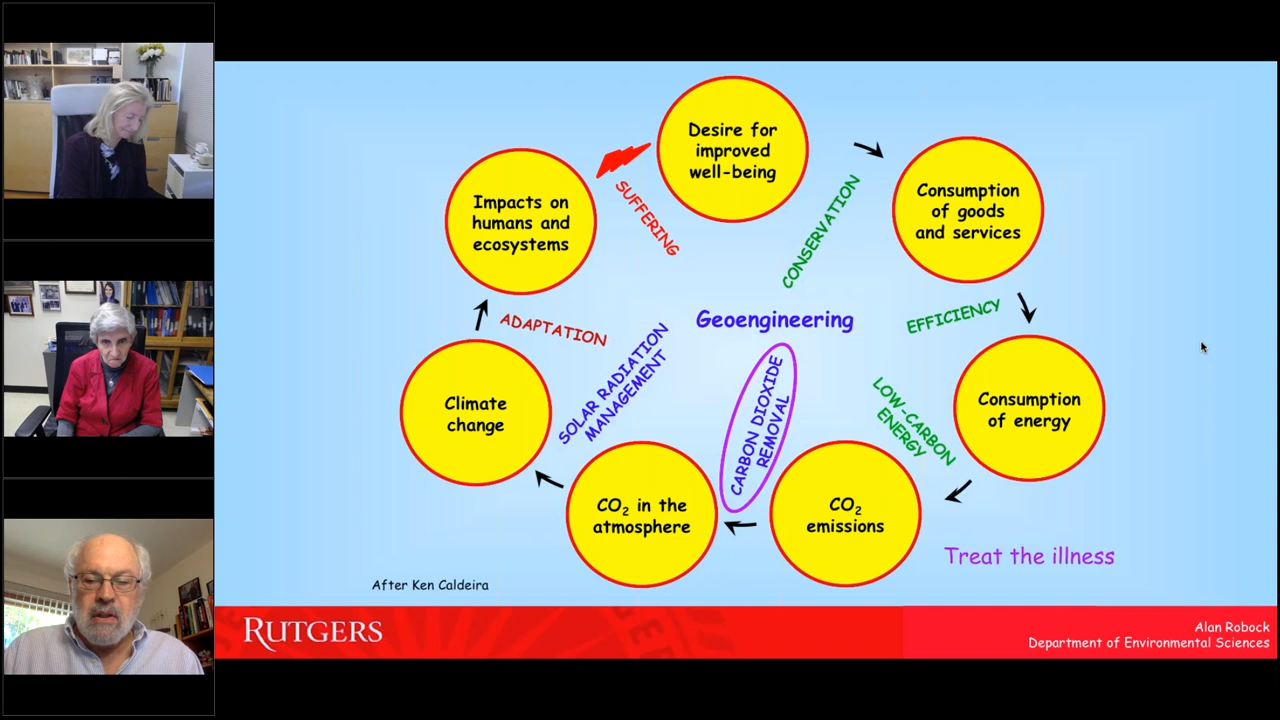 Desire for
improved
well-being
Impacts on
humans and
ecosystems
SUFFERING
CONSERVATION
Consumption
of goods
and services
ADAPTATION
Geoengineering
EFFICIENCY
SOLAR RADIATION
MANAGEMENT
CARBON DIOXIDE
REMOVAL
LOW-CARBON
ENERGY
Consumption
of energy
Climate
change
CO₂ in the
atmosphere
CO₂
emissions
Treat the illness
After Ken Caldeira
RUTGERS
Alan Robock
Department of Environmental Sciences